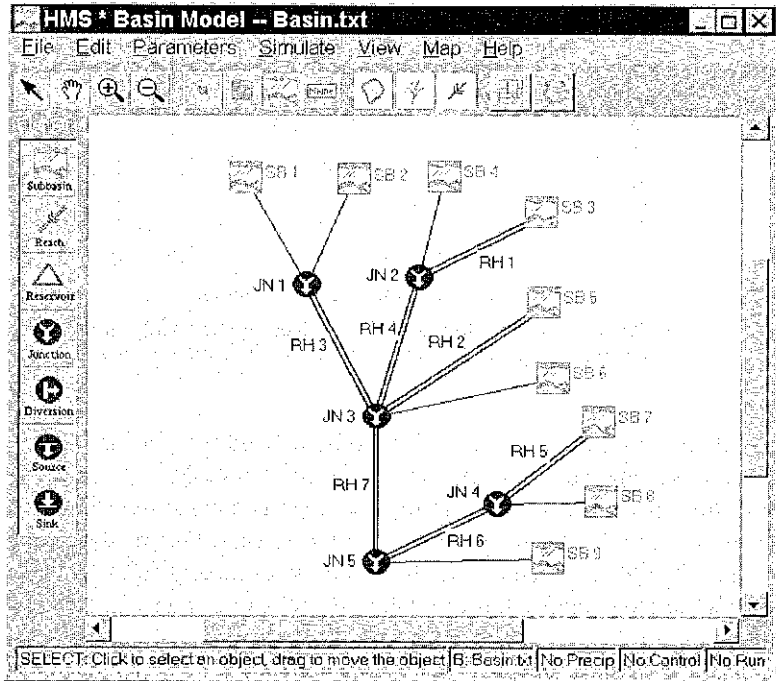 HMS * Basin Model -- Basin.txt
File Edit Parameters Simulate View Map Help
Name
Subbasin
Reach
Reservoir
Junction
Diversion
Source
Sink
SB 1
SB 2
SB 4
SB 3
JN 1
JN 2
RH 1
SB 5
RH 3
RH 4
RH 2
SB 6
JN 3
SB 7
RH 5
RH 7
JN 4
SB 8
RH 6
JN 5
SB 9
SELECT: Click to select an object, drag to move the object. B: Basin.txt No Precip No Control No Run